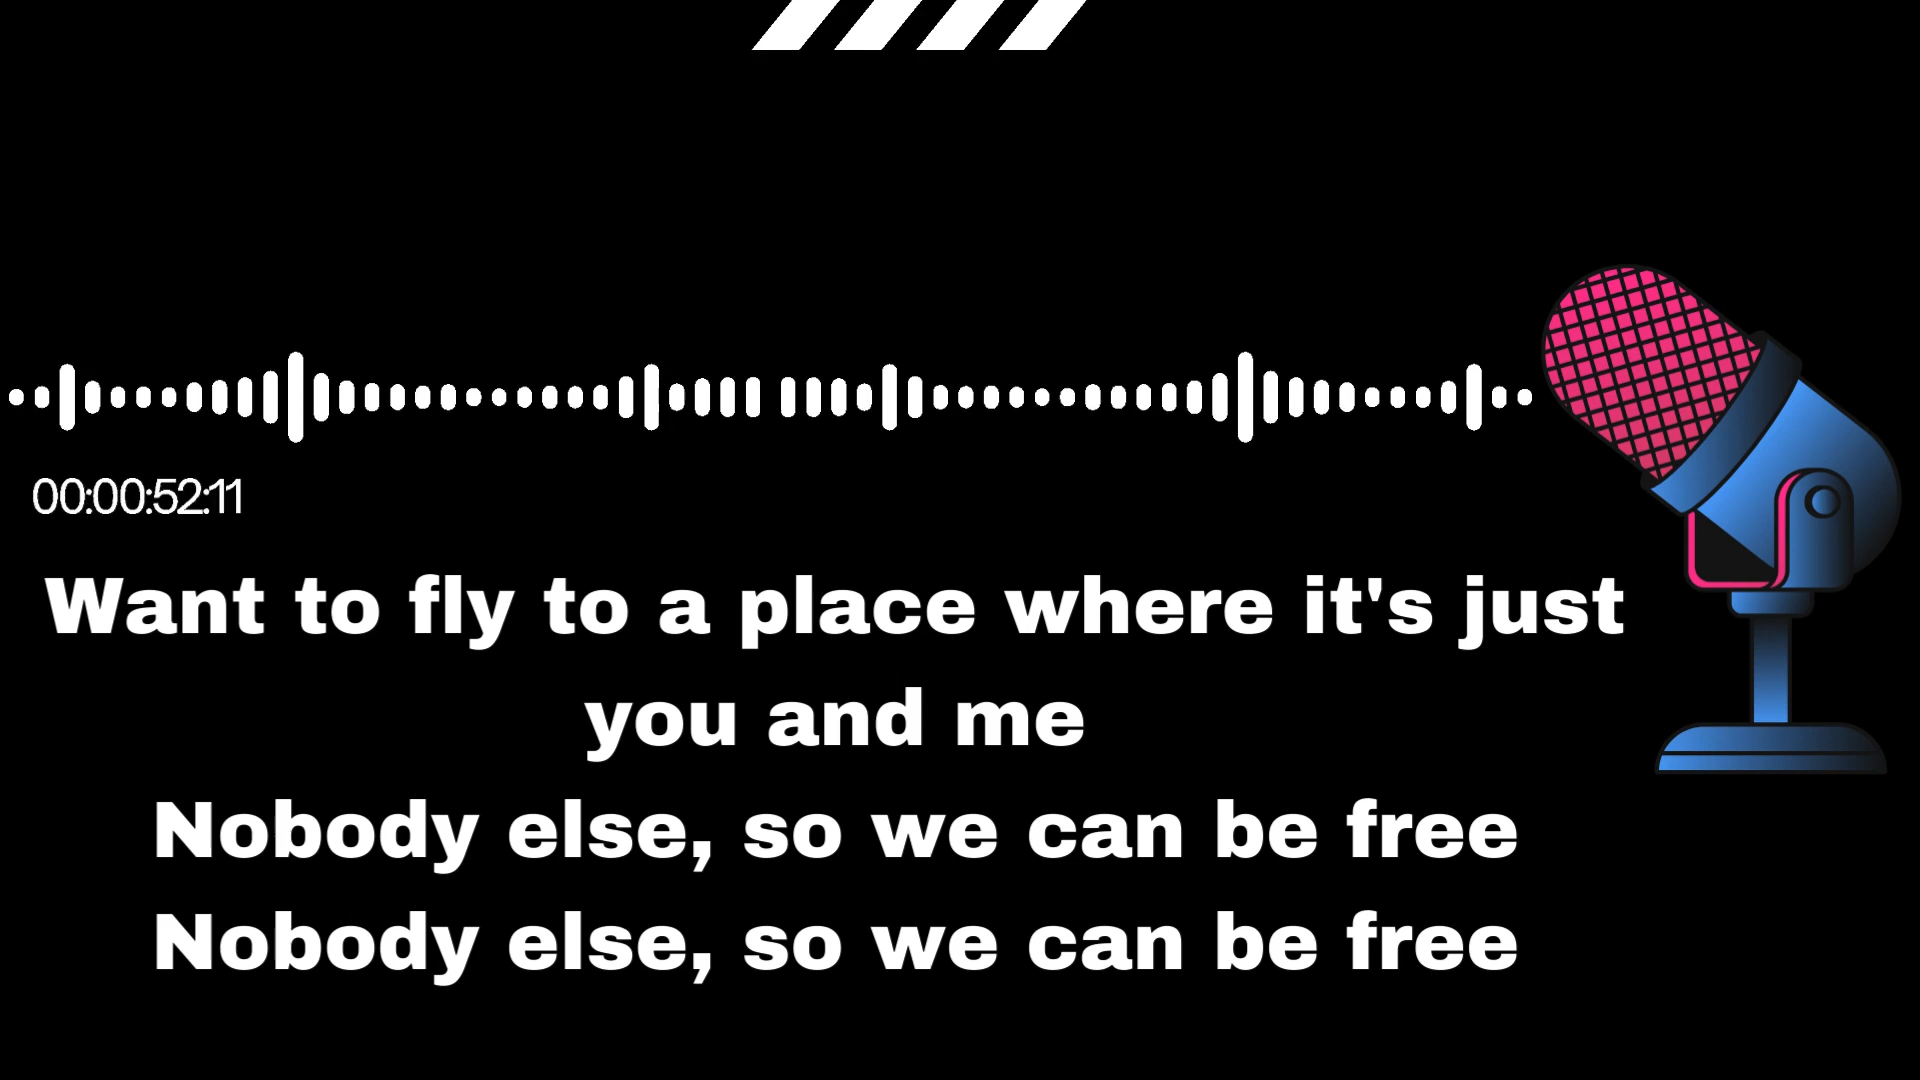 00:00:52:11
Want to fly to a place where it's just
you and me
Nobody else, so we can be free
Nobody else, so we can be free